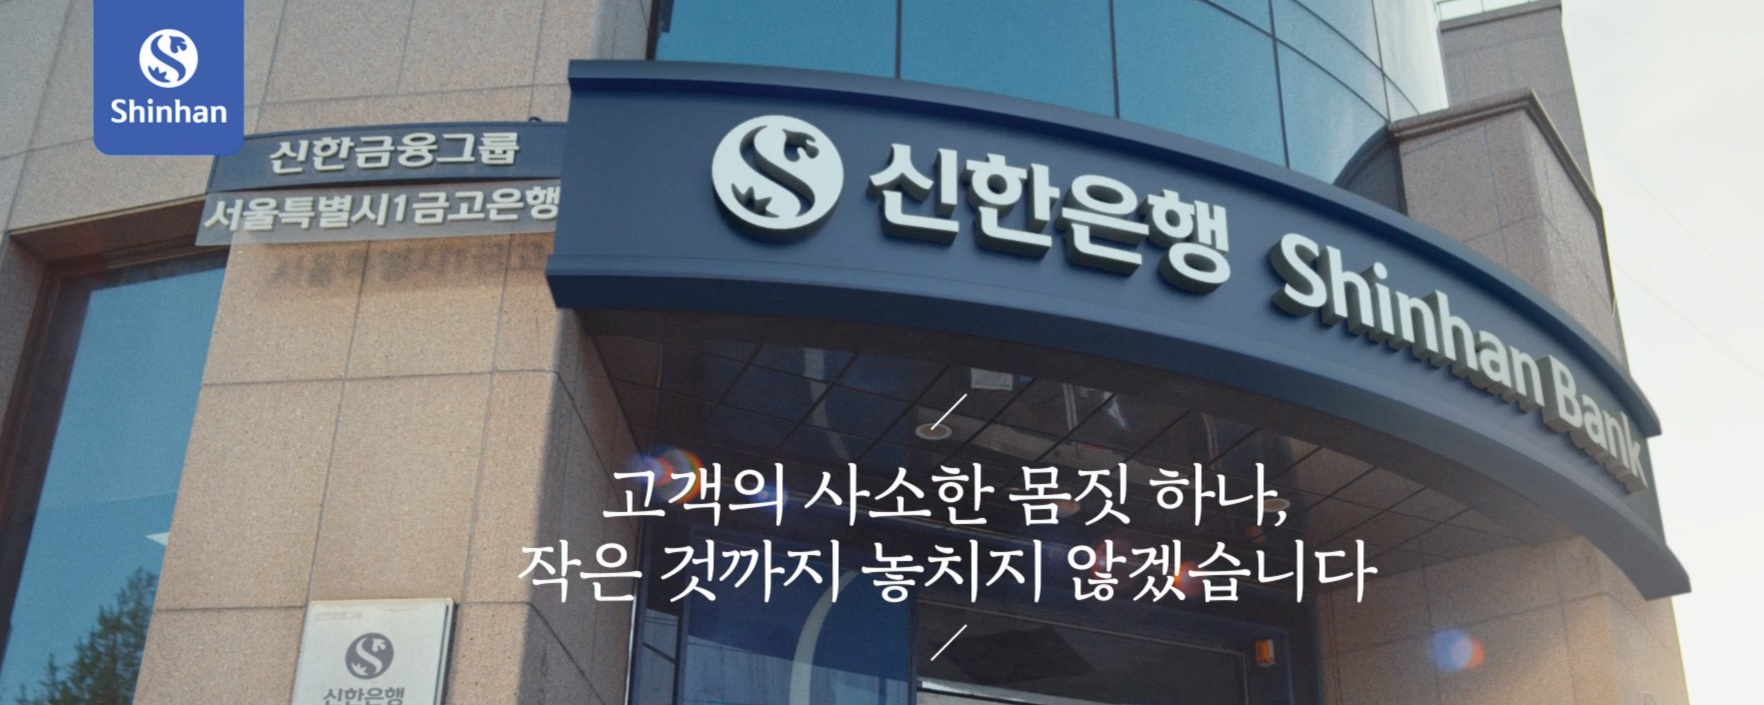 Shinhan
신한금융그룹
서울특별시1금고은행
신한은행 Shinhan Bank
고객의 사소한 몸짓 하나,
작은 것까지 놓치지 않겠습니다
신한은행